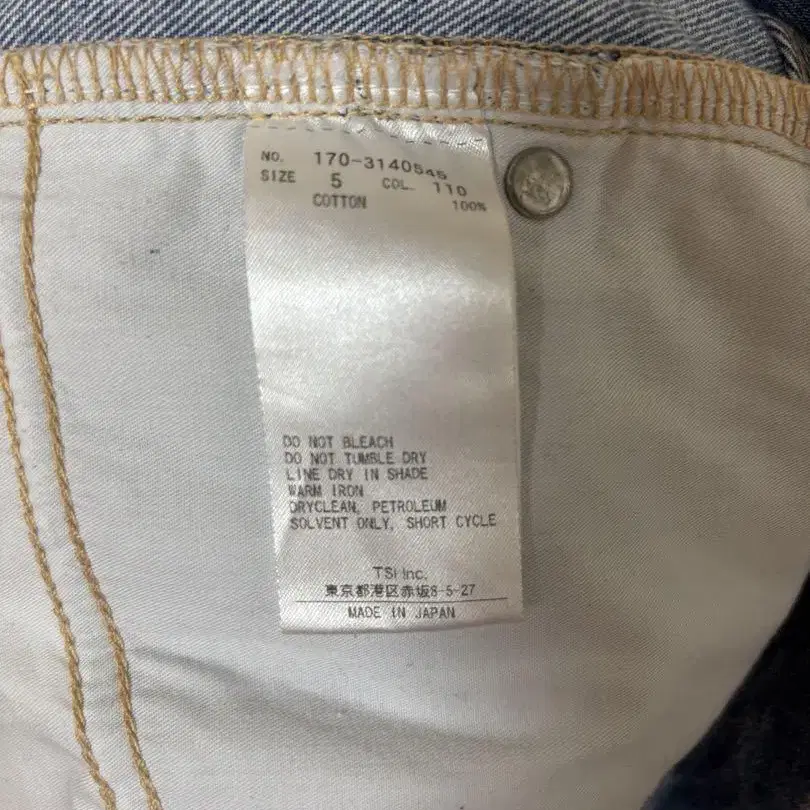 NO. 170-3140545
SIZE 5 COL. 110
COTTON 100%
DO NOT BLEACH
DO NOT TUMBLE DRY
LINE DRY IN SHADE
WARM IRON
DRYCLEAN, PETROLEUM
SOLVENT ONLY, SHORT CYCLE
TSI Inc.
東京都港区赤坂8-5-27
MADE IN JAPAN